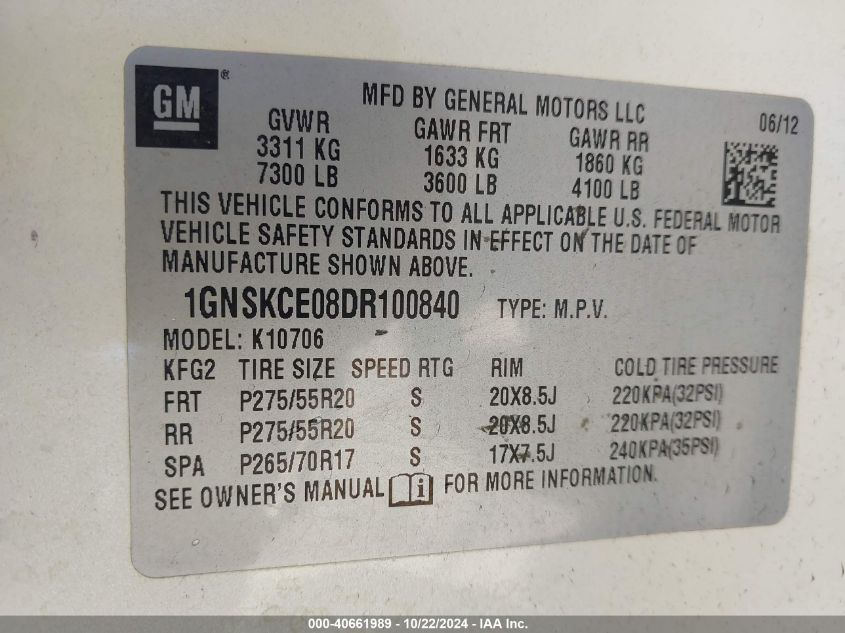 GM ®
MFD BY GENERAL MOTORS LLC
06/12
GVWR GAWR FRT GAWR RR
3311 KG 1633 KG 1860 KG
7300 LB 3600 LB 4100 LB
THIS VEHICLE CONFORMS TO ALL APPLICABLE U.S. FEDERAL MOTOR
VEHICLE SAFETY STANDARDS IN EFFECT ON THE DATE OF
MANUFACTURE SHOWN ABOVE.
1GNSKCE08DR100840 TYPE: M.P.V.
MODEL: K10706
KFG2 TIRE SIZE SPEED RTG RIM COLD TIRE PRESSURE
FRT P275/55R20 S 20X8.5J 220KPA(32PSI)
RR P275/55R20 S 20X8.5J 220KPA(32PSI)
SPA P265/70R17 S 17X7.5J 240KPA(35PSI)
SEE OWNER'S MANUAL i FOR MORE INFORMATION.
000-40661989 - 10/22/2024 - IAA Inc.